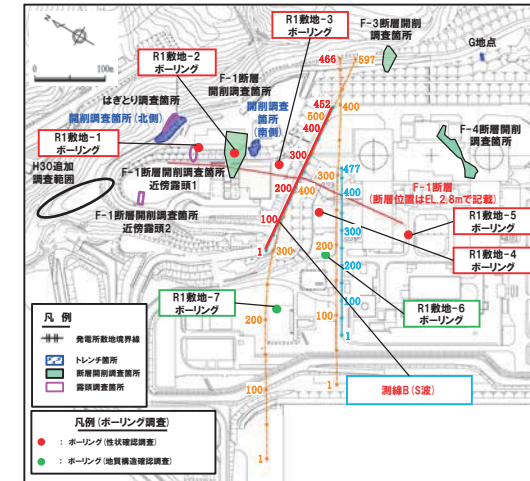 0
100m
R1敷地-3
ボーリング
F-3断層開削
調査箇所
G地点
R1敷地-2
ボーリング
F-1断層
開削調査箇所
466
597
はぎとり調査箇所
開削調査箇所(北側)
開削調査
箇所
(南側)
500
452
400
400
R1敷地-1
ボーリング
F-4断層開削
調査箇所
H30追加
調査範囲
F-1断層開削調査箇所
近傍露頭1
300
477
300
400
200
400
F-1断層
(断層位置はEL.2.8mで記載)
F-1断層開削調査箇所
近傍露頭2
100
300
R1敷地-5
ボーリング
1
300
200
200
R1敷地-4
ボーリング
R1敷地-7
ボーリング
R1敷地-6
ボーリング
100
200
100
1
凡 例
発電所敷地境界線
トレンチ箇所
断層開削調査箇所
露頭調査箇所
100
1
測線B(S波)
凡例(ボーリング調査)
: ボーリング(性状確認調査)
: ボーリング(地質構造確認調査)
1